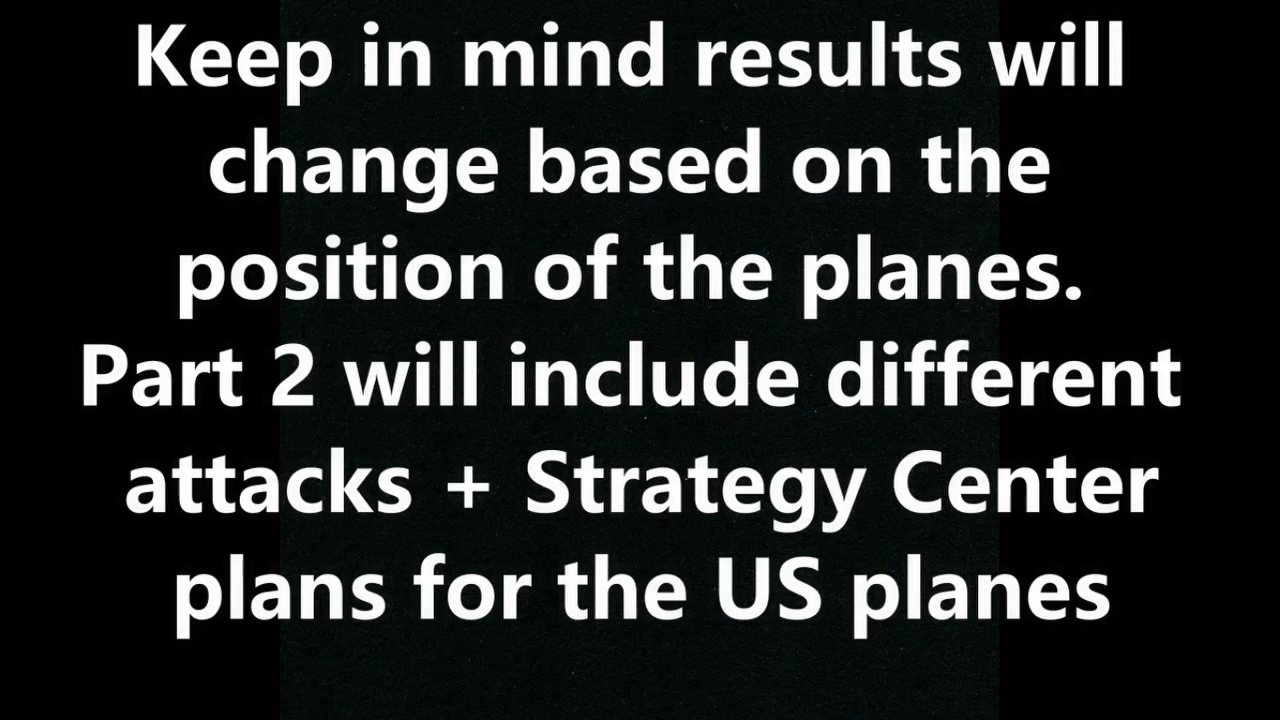 Keep in mind results will
change based on the
position of the planes.
Part 2 will include different
attacks + Strategy Center
plans for the US planes